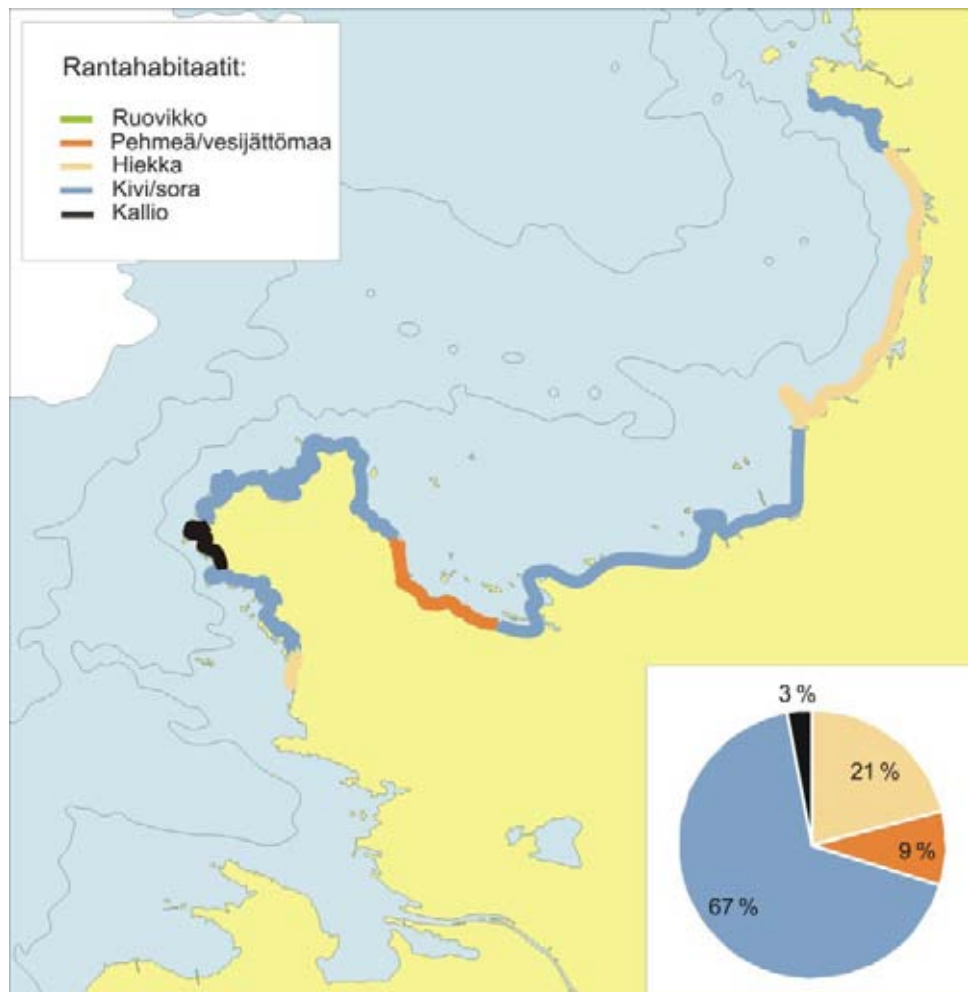 Rantahabitaatit:
Ruovikko
Pehmeä/vesijättömaa
Hiekka
Kivi/sora
Kallio
3 %
21 %
9 %
67 %